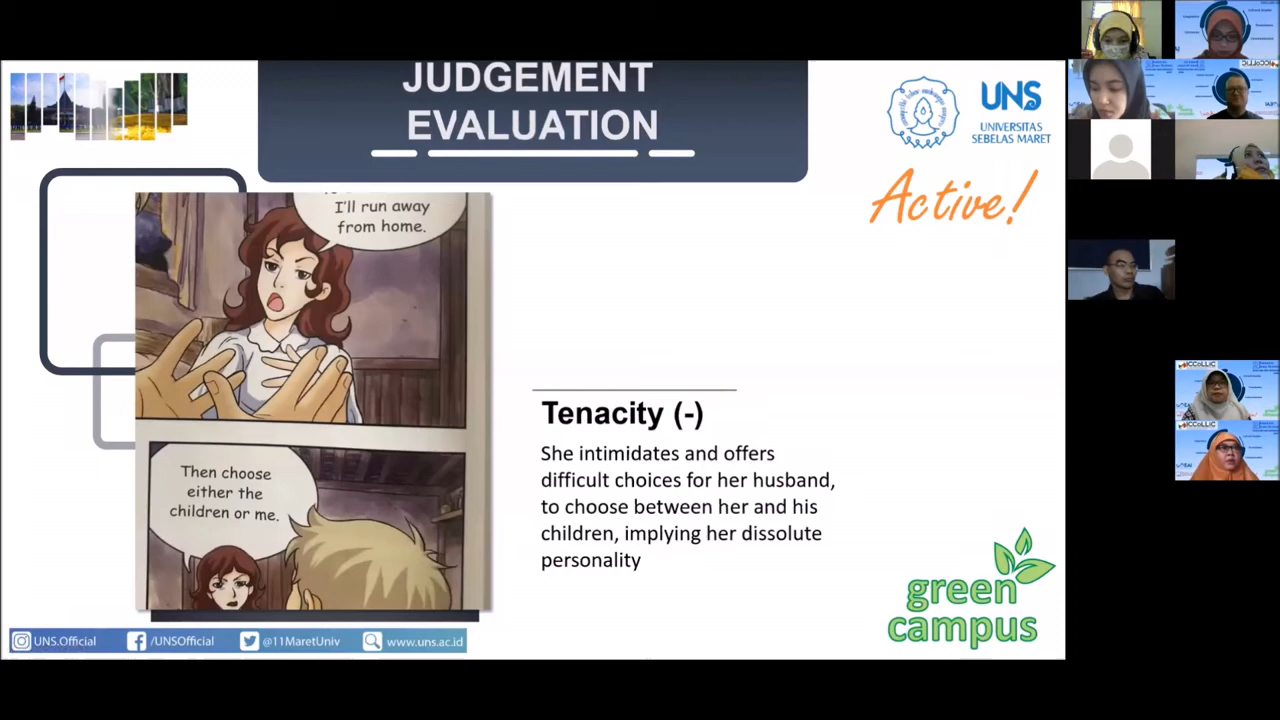 JUDGEMENT
EVALUATION
UNS
UNIVERSITAS
SEBELAS MARET
Active!
I'll run away
from home.
Then choose
either the
children or me.
Tenacity (-)
She intimidates and offers
difficult choices for her husband,
to choose between her and his
children, implying her dissolute
personality
green
campus
UNS.Official
/UNSOfficial
@11MaretUniv
www.uns.ac.id
ICCoLLiC
ICCoLLiC